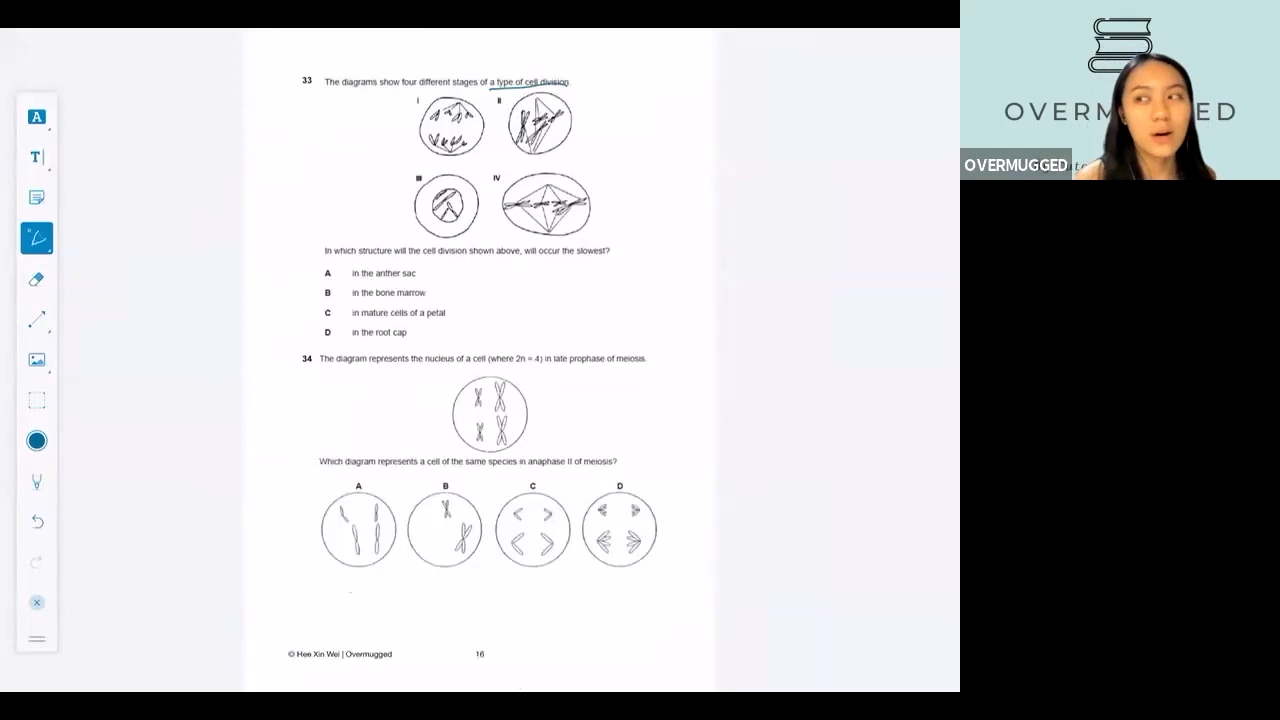 33 The diagrams show four different stages of a type of cell division.
I II
III IV
In which structure will the cell division shown above, will occur the slowest?
A in the anther sac
B in the bone marrow
C in mature cells of a petal
D in the root cap
34 The diagram represents the nucleus of a cell (where 2n = 4) in late prophase of meiosis.
Which diagram represents a cell of the same species in anaphase II of meiosis?
A B C D
© Hee Xin Wei | Overmugged
16
OVERM GED
OVERMUGGED